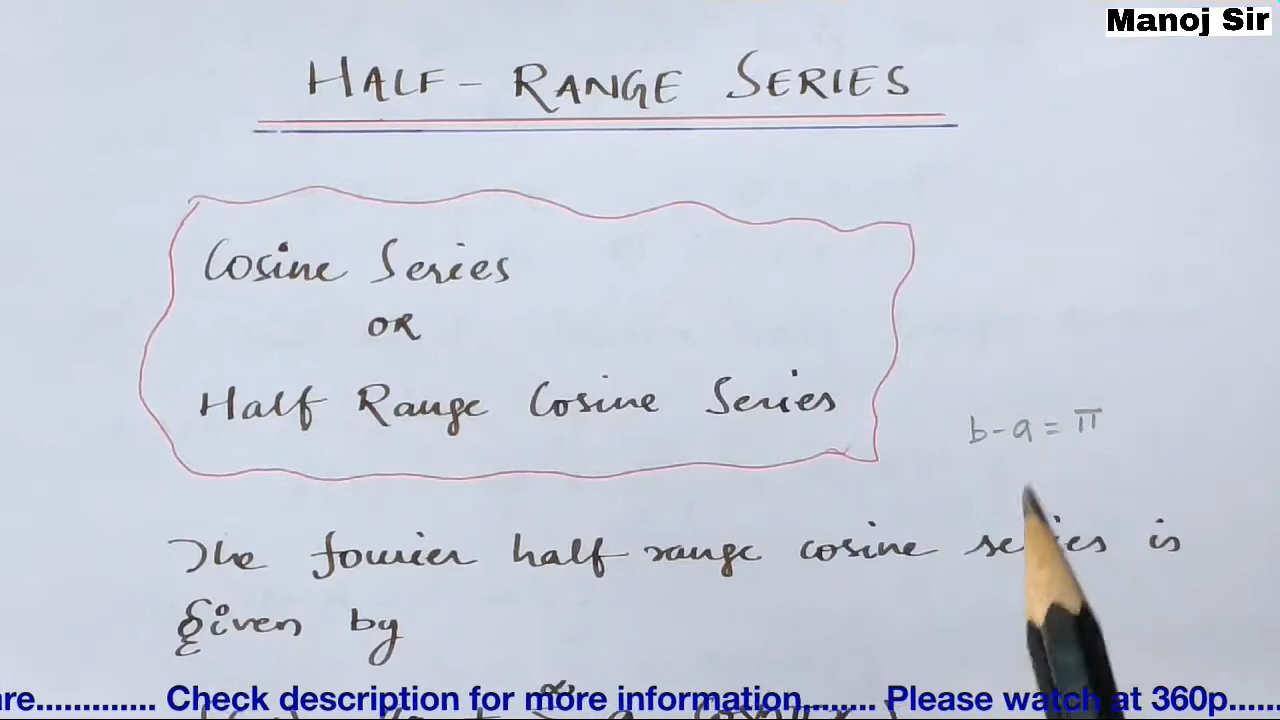 Manoj Sir
HALF-RANGE SERIES
Cosine Series
OR
Half Range Cosine Series
b-a=π
The fourier half range cosine series is
given by
∞
re.............. Check description for more information........ Please watch at 360p......